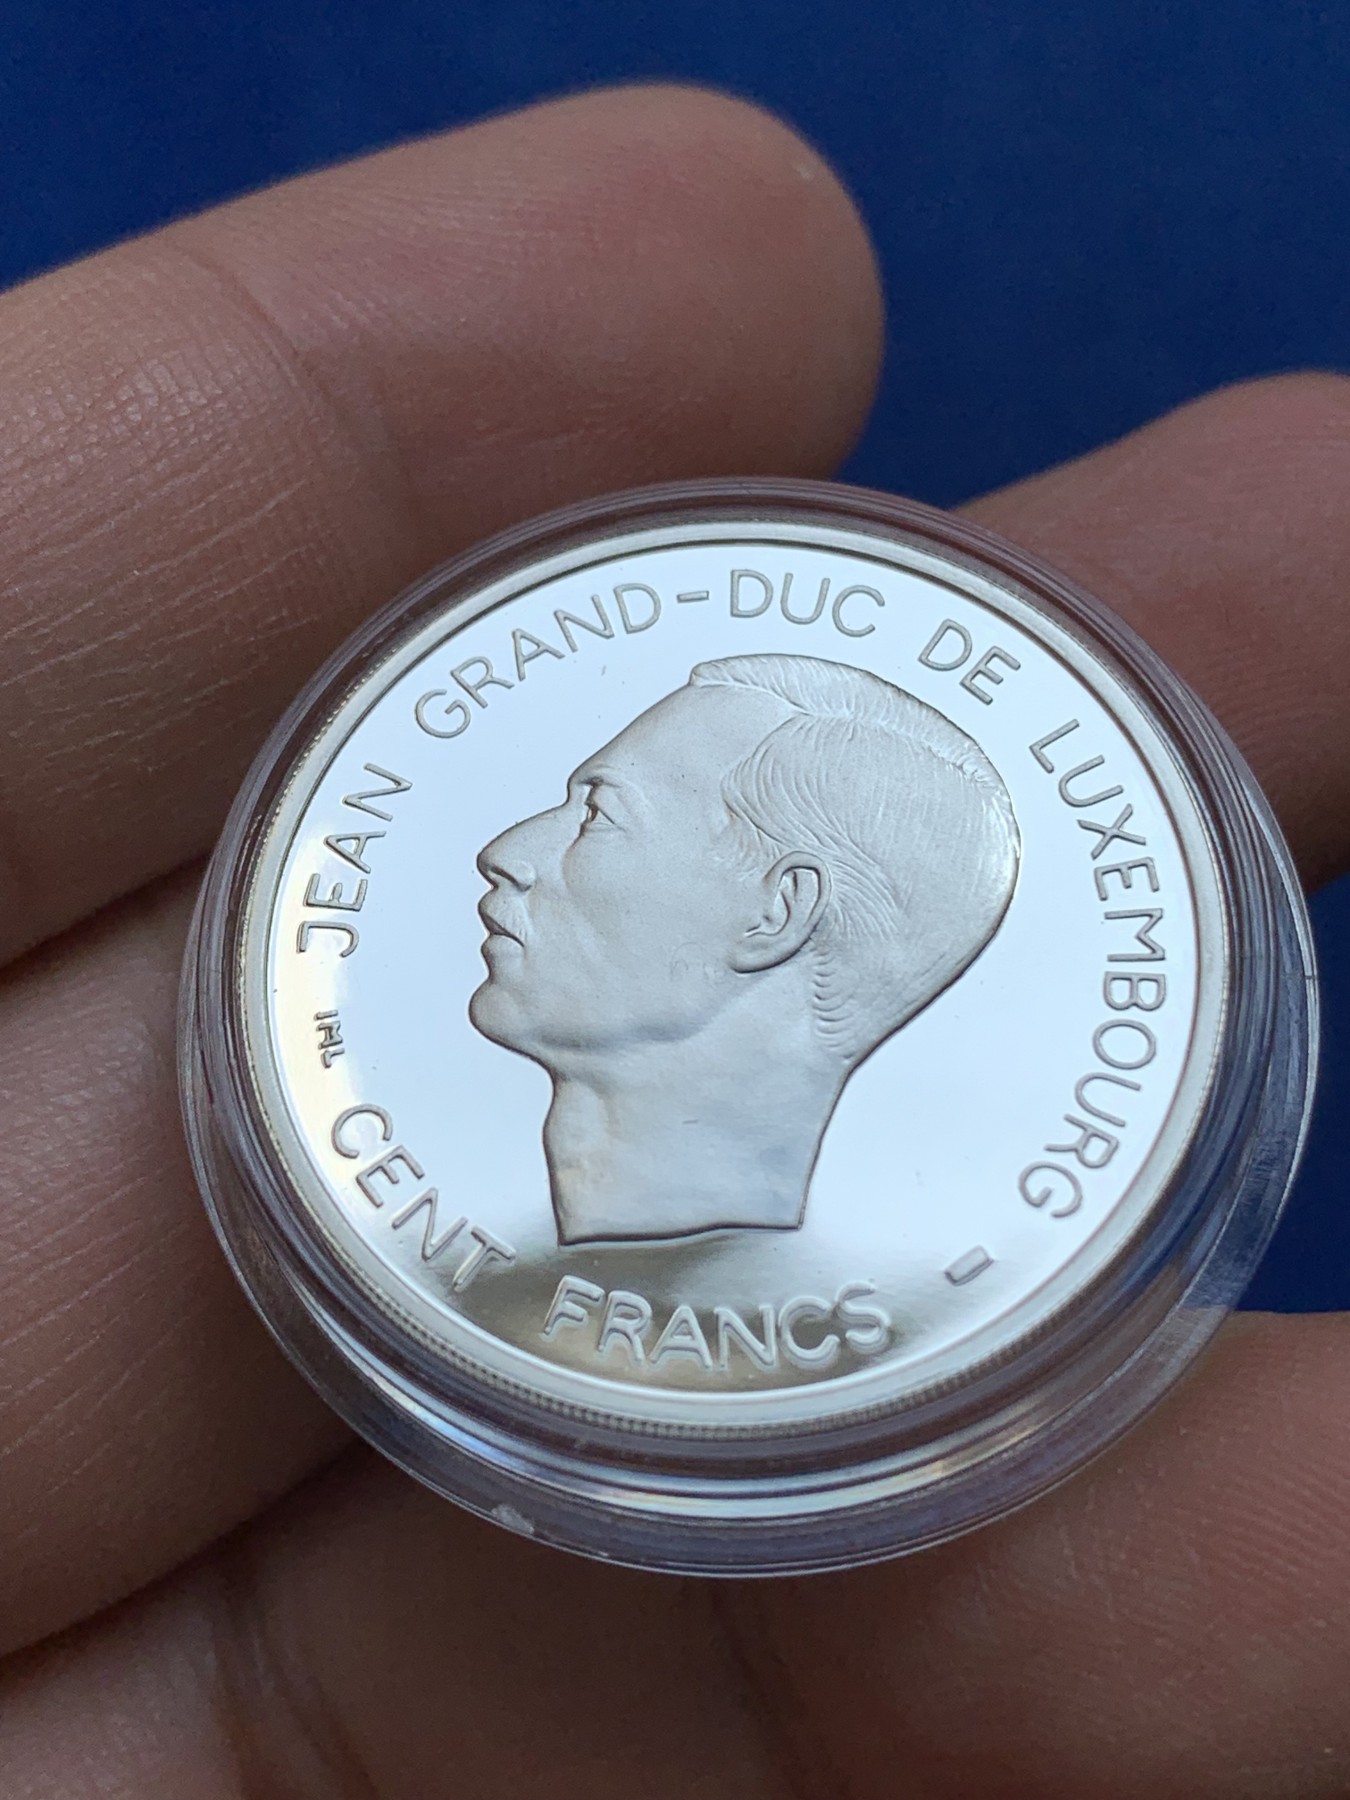 JEAN GRAND-DUC DE LUXEMBOURG -
CENT FRANCS